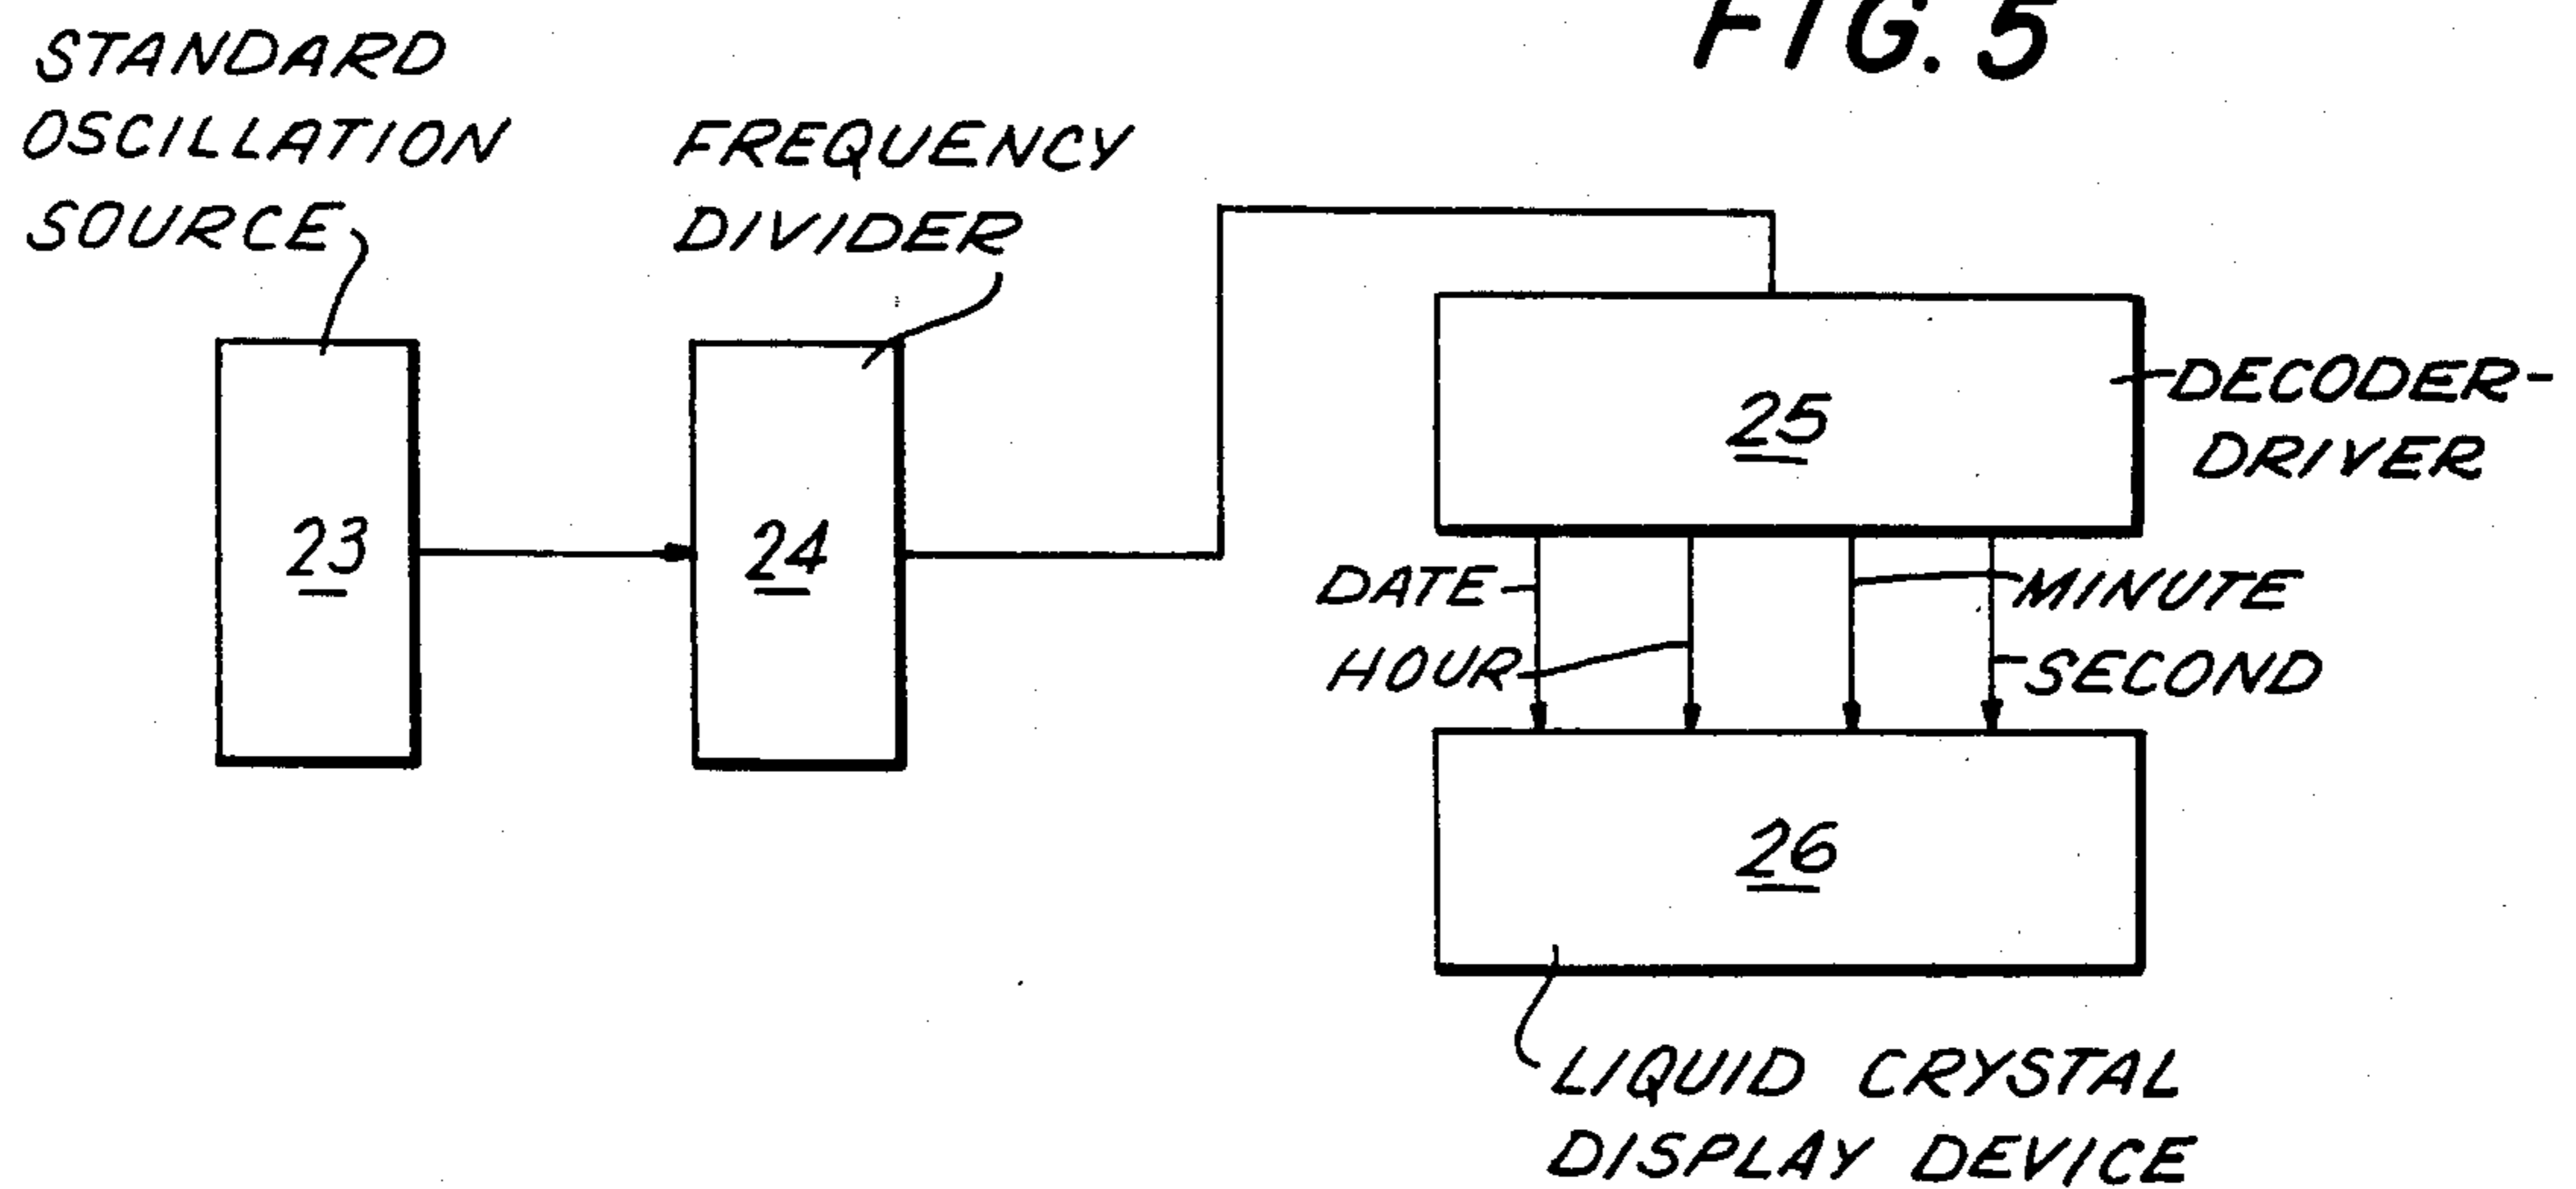 FIG. 5
STANDARD
OSCILLATION
SOURCE
FREQUENCY
DIVIDER
23
24
25
DECODER-
DRIVER
DATE
MINUTE
HOUR
SECOND
26
LIQUID CRYSTAL
DISPLAY DEVICE